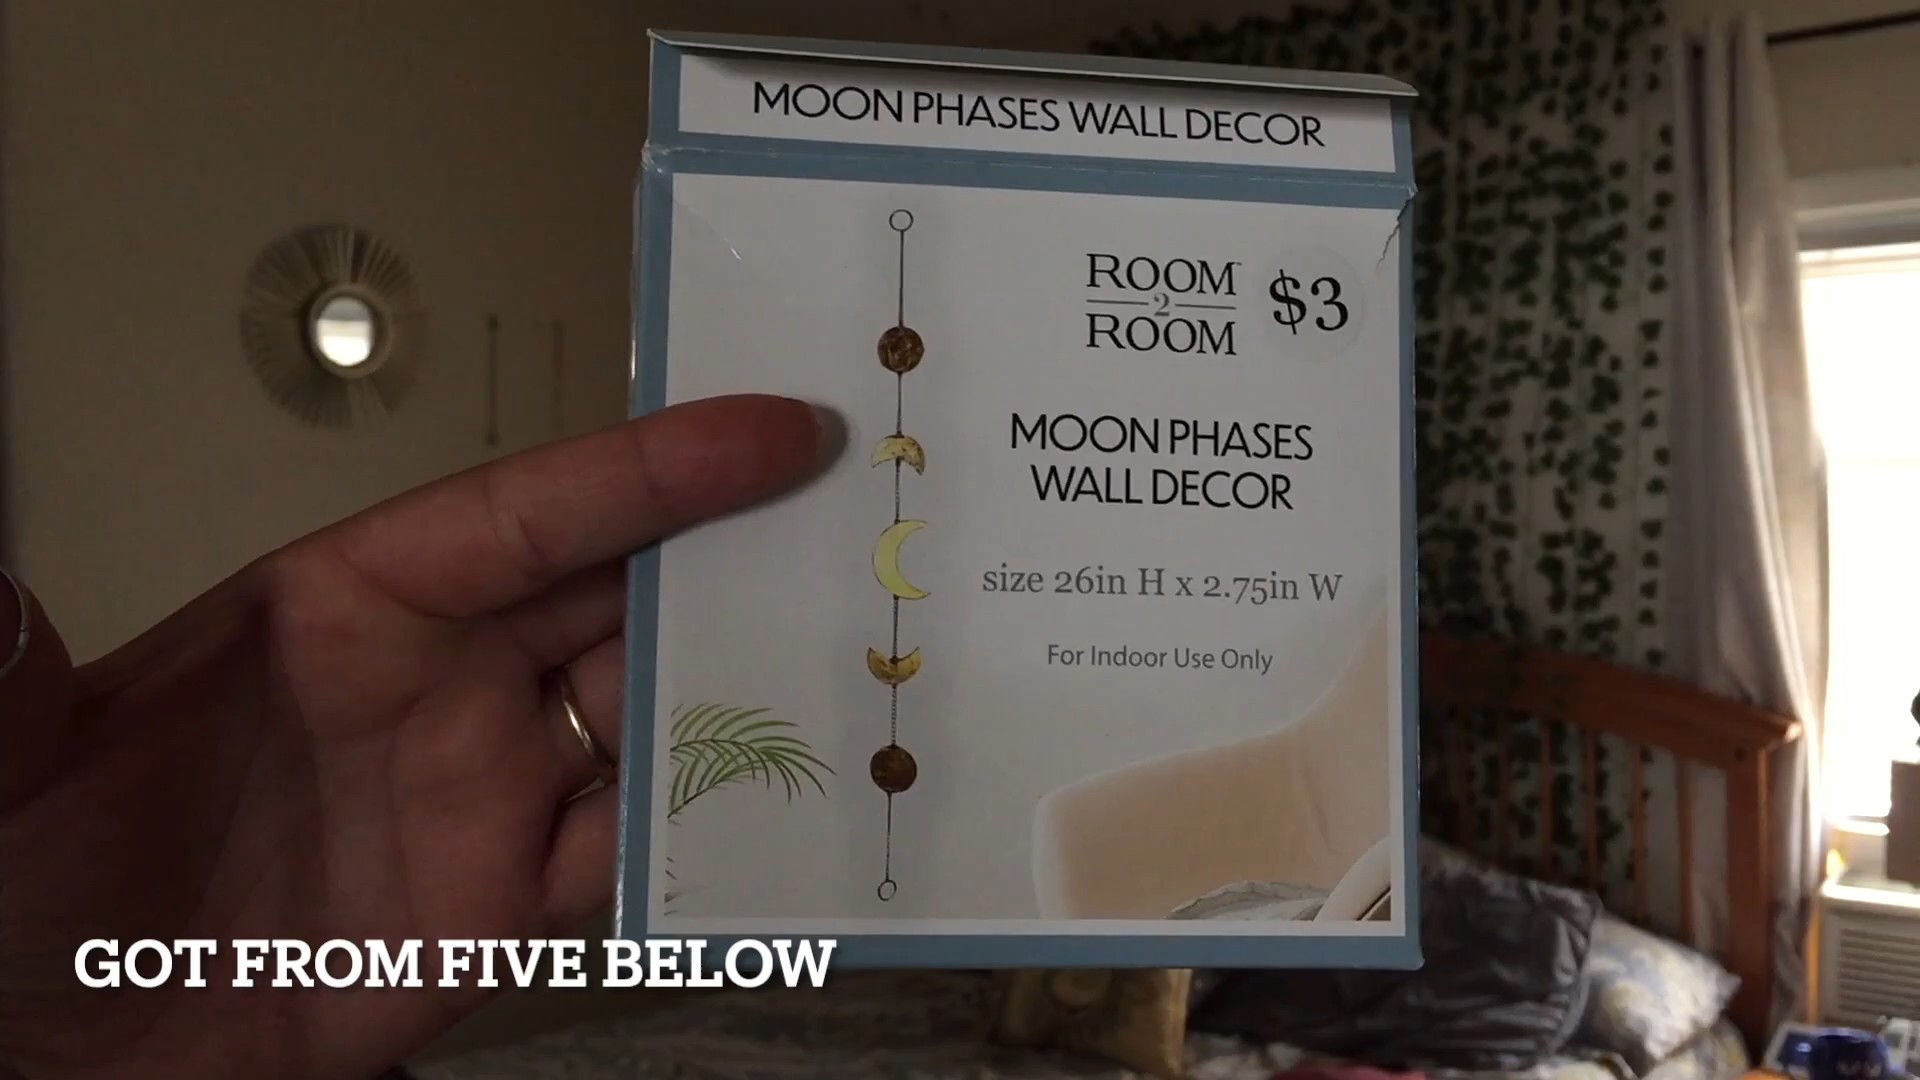 MOON PHASES WALL DECOR
ROOM
2
ROOM
$3
MOON PHASES
WALL DECOR
size 26in H x 2.75in W
For Indoor Use Only
GOT FROM FIVE BELOW